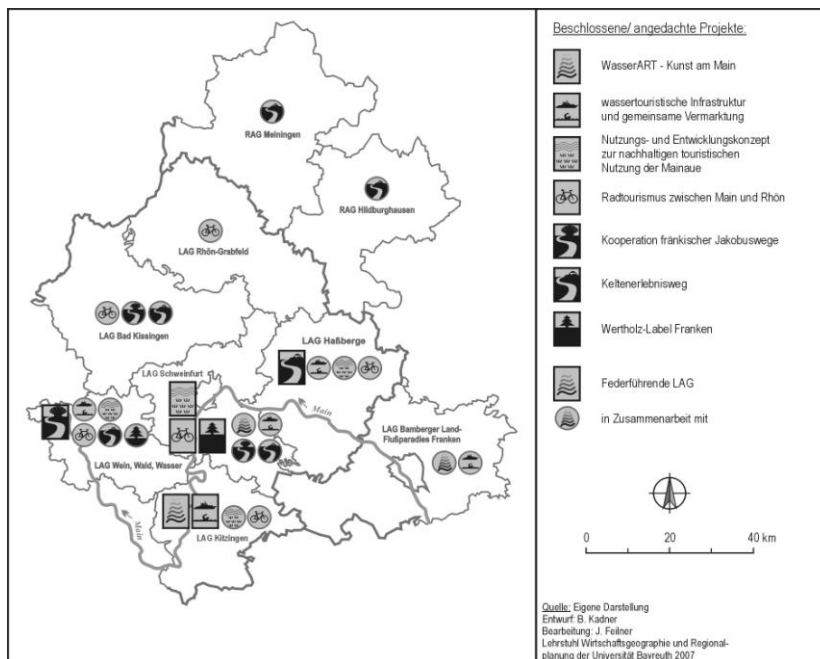 RAG Meiningen
RAG Hildburghausen
LAG Rhön-Grabfeld
LAG Bad Kissingen
LAG Haßberge
LAG Schweinfurt
Main
LAG Bamberger Land-
Flußparadies Franken
LAG Wein, Wald, Wasser
Main
LAG Kitzingen
Beschlossene/ angedachte Projekte:
WasserART - Kunst am Main
wassertouristische Infrastruktur
und gemeinsame Vermarktung
Nutzungs- und Entwicklungskonzept
zur nachhaltigen touristischen
Nutzung der Mainaue
Radtourismus zwischen Main und Rhön
Kooperation fränkischer Jakobuswege
Keltenerlebnisweg
Wertholz-Label Franken
Federführende LAG
in Zusammenarbeit mit
0 20 40 km
Quelle: Eigene Darstellung
Entwurf: B. Kadner
Bearbeitung: J. Feilner
Lehrstuhl Wirtschaftsgeographie und Regional-
planung der Universität Bayreuth 2007